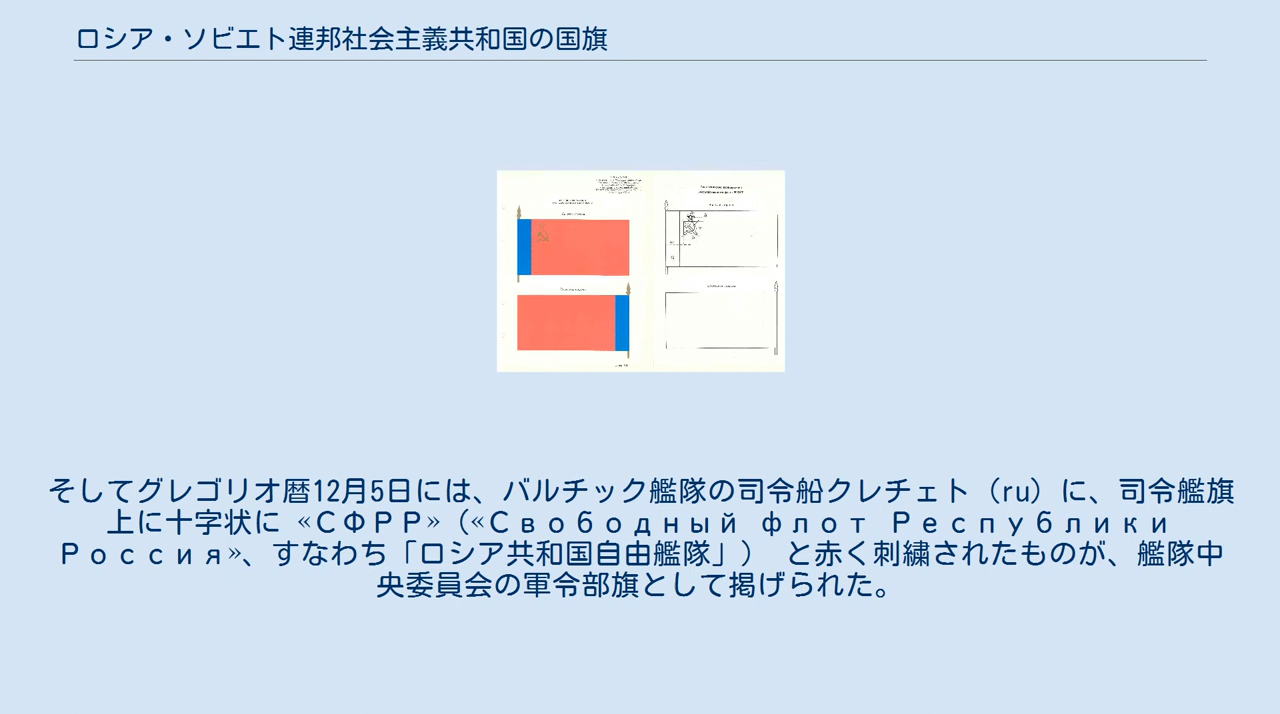 ロシア・ソビエト連邦社会主義共和国の国旗
そしてグレゴリオ暦12月5日には、バルチック艦隊の司令船クレチェト（ru）に、司令艦旗
上に十字状に «СФРР»（«Свободный флот Республики
Россия»、すなわち「ロシア共和国自由艦隊」） と赤く刺繍されたものが、艦隊中
央委員会の軍令部旗として掲げられた。